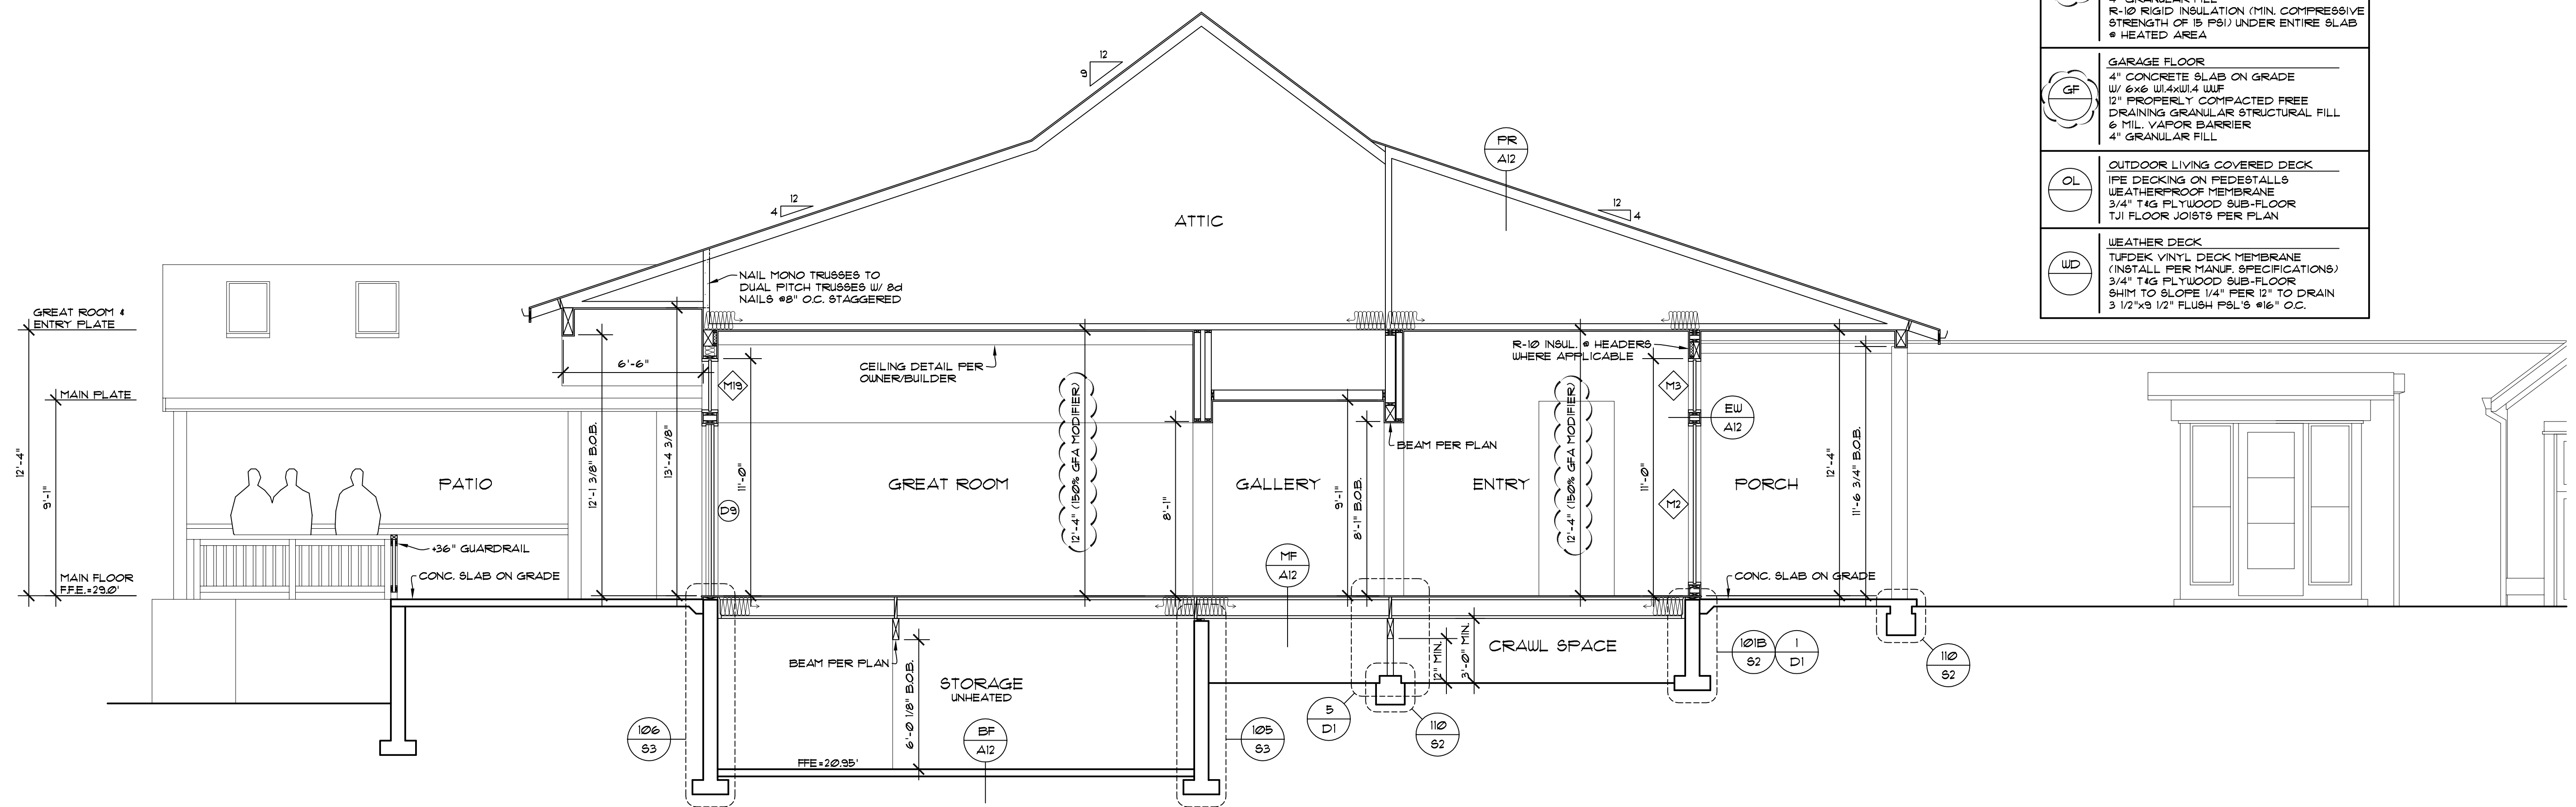 4" GRANULAR FILL
R-10 RIGID INSULATION (MIN. COMPRESSIVE
STRENGTH OF 15 PSI) UNDER ENTIRE SLAB
@ HEATED AREA
GF
GARAGE FLOOR
4" CONCRETE SLAB ON GRADE
W/ 6x6 W1.4xW1.4 WWF
12" PROPERLY COMPACTED FREE
DRAINING GRANULAR STRUCTURAL FILL
6 MIL. VAPOR BARRIER
4" GRANULAR FILL
OL
OUTDOOR LIVING COVERED DECK
IPE DECKING ON PEDESTALLS
WEATHERPROOF MEMBRANE
3/4" T&G PLYWOOD SUB-FLOOR
TJI FLOOR JOISTS PER PLAN
WD
WEATHER DECK
TUFDEK VINYL DECK MEMBRANE
(INSTALL PER MANUF. SPECIFICATIONS)
3/4" T&G PLYWOOD SUB-FLOOR
SHIM TO SLOPE 1/4" PER 12" TO DRAIN
3 1/2"x9 1/2" FLUSH PSL'S @16" O.C.
12
9
PR
A12
12
4
12
4
ATTIC
NAIL MONO TRUSSES TO
DUAL PITCH TRUSSES W/ 8d
NAILS @8" O.C. STAGGERED
GREAT ROOM &
ENTRY PLATE
MAIN PLATE
12'-4"
9'-1"
MAIN FLOOR
F.F.E.=29.0'
PATIO
+36" GUARDRAIL
CONC. SLAB ON GRADE
6'-6"
12'-1 3/8" B.O.B.
13'-4 3/8"
M19
11'-0"
D9
CEILING DETAIL PER
OWNER/BUILDER
GREAT ROOM
12'-4" (150% GFA MODIFIER)
8'-1"
GALLERY
9'-1"
8'-1" B.O.B.
BEAM PER PLAN
ENTRY
R-10 INSUL. @ HEADERS
WHERE APPLICABLE
12'-4" (150% GFA MODIFIER)
11'-0"
M3
M2
EW
A12
PORCH
12'-4"
11'-6 3/4" B.O.B.
CONC. SLAB ON GRADE
MF
A12
BEAM PER PLAN
6'-0 1/8" B.O.B.
STORAGE
UNHEATED
BF
A12
FFE=20.95'
12" MIN.
3'-0" MIN.
CRAWL SPACE
106
S3
105
S3
5
D1
110
S2
101B
S2
1
D1
110
S2